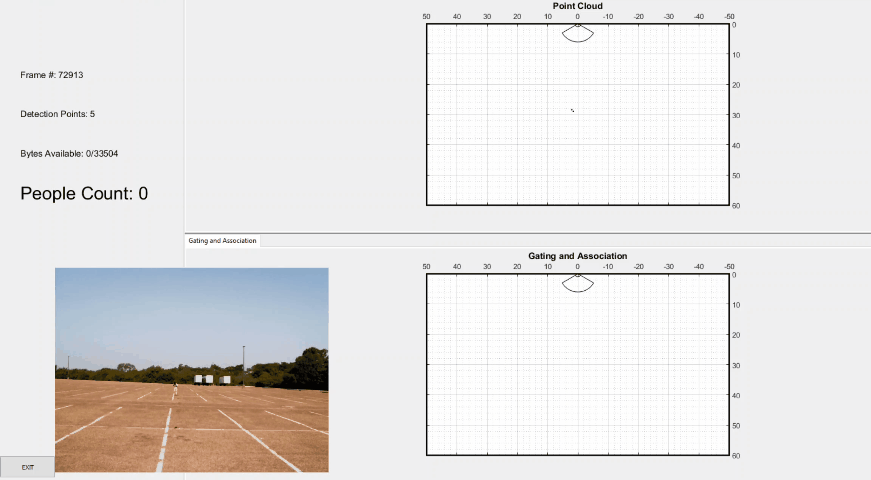 Frame #: 72913
Detection Points: 5
Bytes Available: 0/33504
People Count: 0
EXIT
Point Cloud
50 40 30 20 10 0 -10 -20 -30 -40 -50
0
10
20
30
40
50
60
Gating and Association
Gating and Association
50 40 30 20 10 0 -10 -20 -30 -40 -50
0
10
20
30
40
50
60